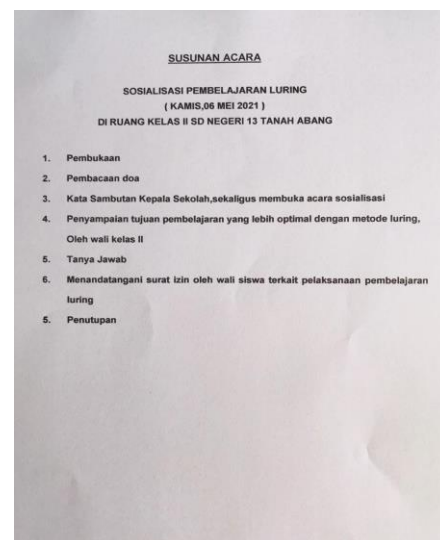 SUSUNAN ACARA
SOSIALISASI PEMBELAJARAN LURING
( KAMIS,06 MEI 2021 )
DI RUANG KELAS II SD NEGERI 13 TANAH ABANG
1. Pembukaan
2. Pembacaan doa
3. Kata Sambutan Kepala Sekolah,sekaligus membuka acara sosialisasi
4. Penyampaian tujuan pembelajaran yang lebih optimal dengan metode luring,
Oleh wali kelas II
5. Tanya Jawab
6. Menandatangani surat izin oleh wali siswa terkait pelaksanaan pembelajaran
luring
5. Penutupan